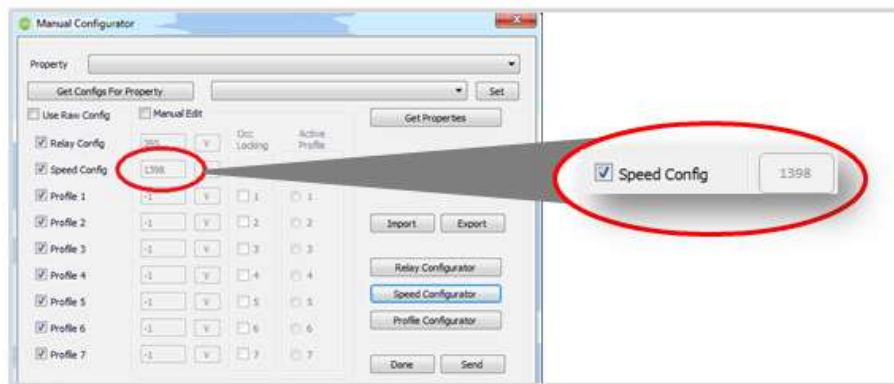 Manual Configurator
Property
Get Configs For Property Set
Use Raw Config Manual Edit Get Properties
Relay Config 395 V Occ Locking Active Profile
Speed Config 1398
Profile 1 -1 V 1 1
Profile 2 -1 V 2 2 Import Export
Profile 3 -1 V 3 3
Profile 4 -1 V 4 4 Relay Configurator
Profile 5 -1 V 5 5 Speed Configurator
Profile 6 -1 V 6 6 Profile Configurator
Profile 7 -1 V 7 7 Done Send
Speed Config 1398